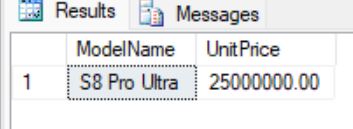 Results Messages
ModelName UnitPrice
1 S8 Pro Ultra 25000000.00